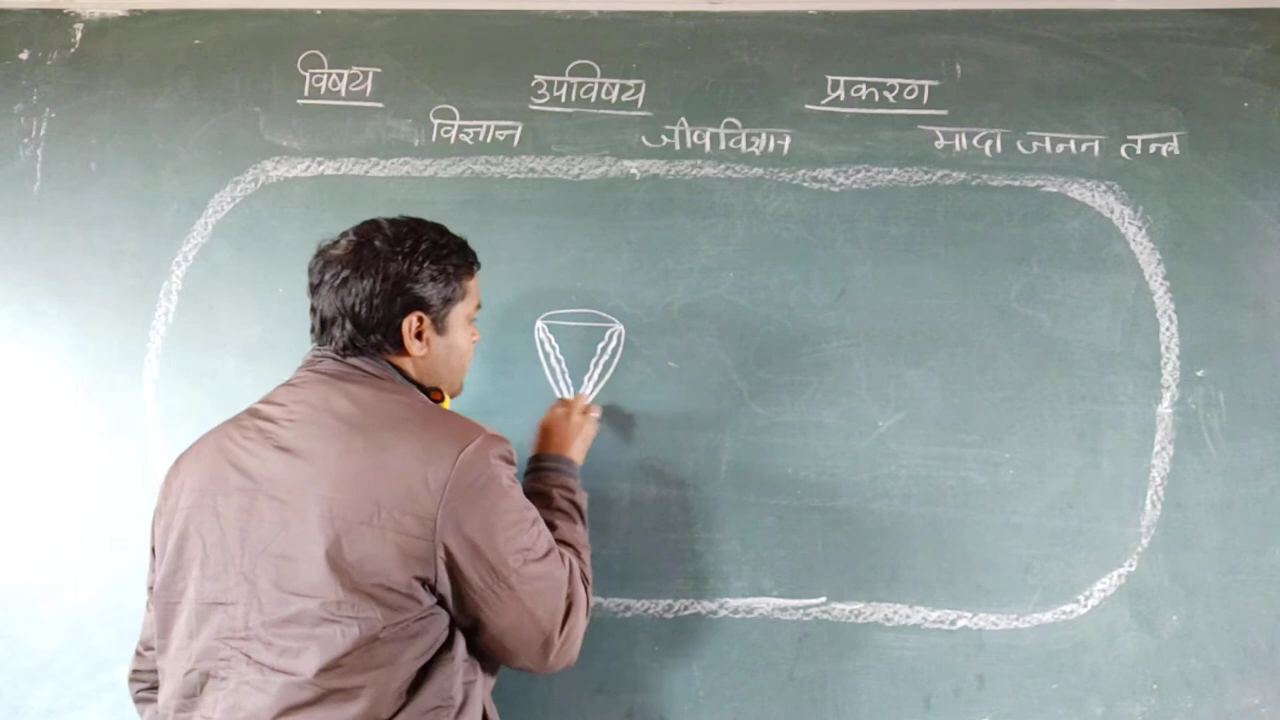 विषय उपविषय प्रकरण
विज्ञान जीवविज्ञान मादा जनन तन्त्र